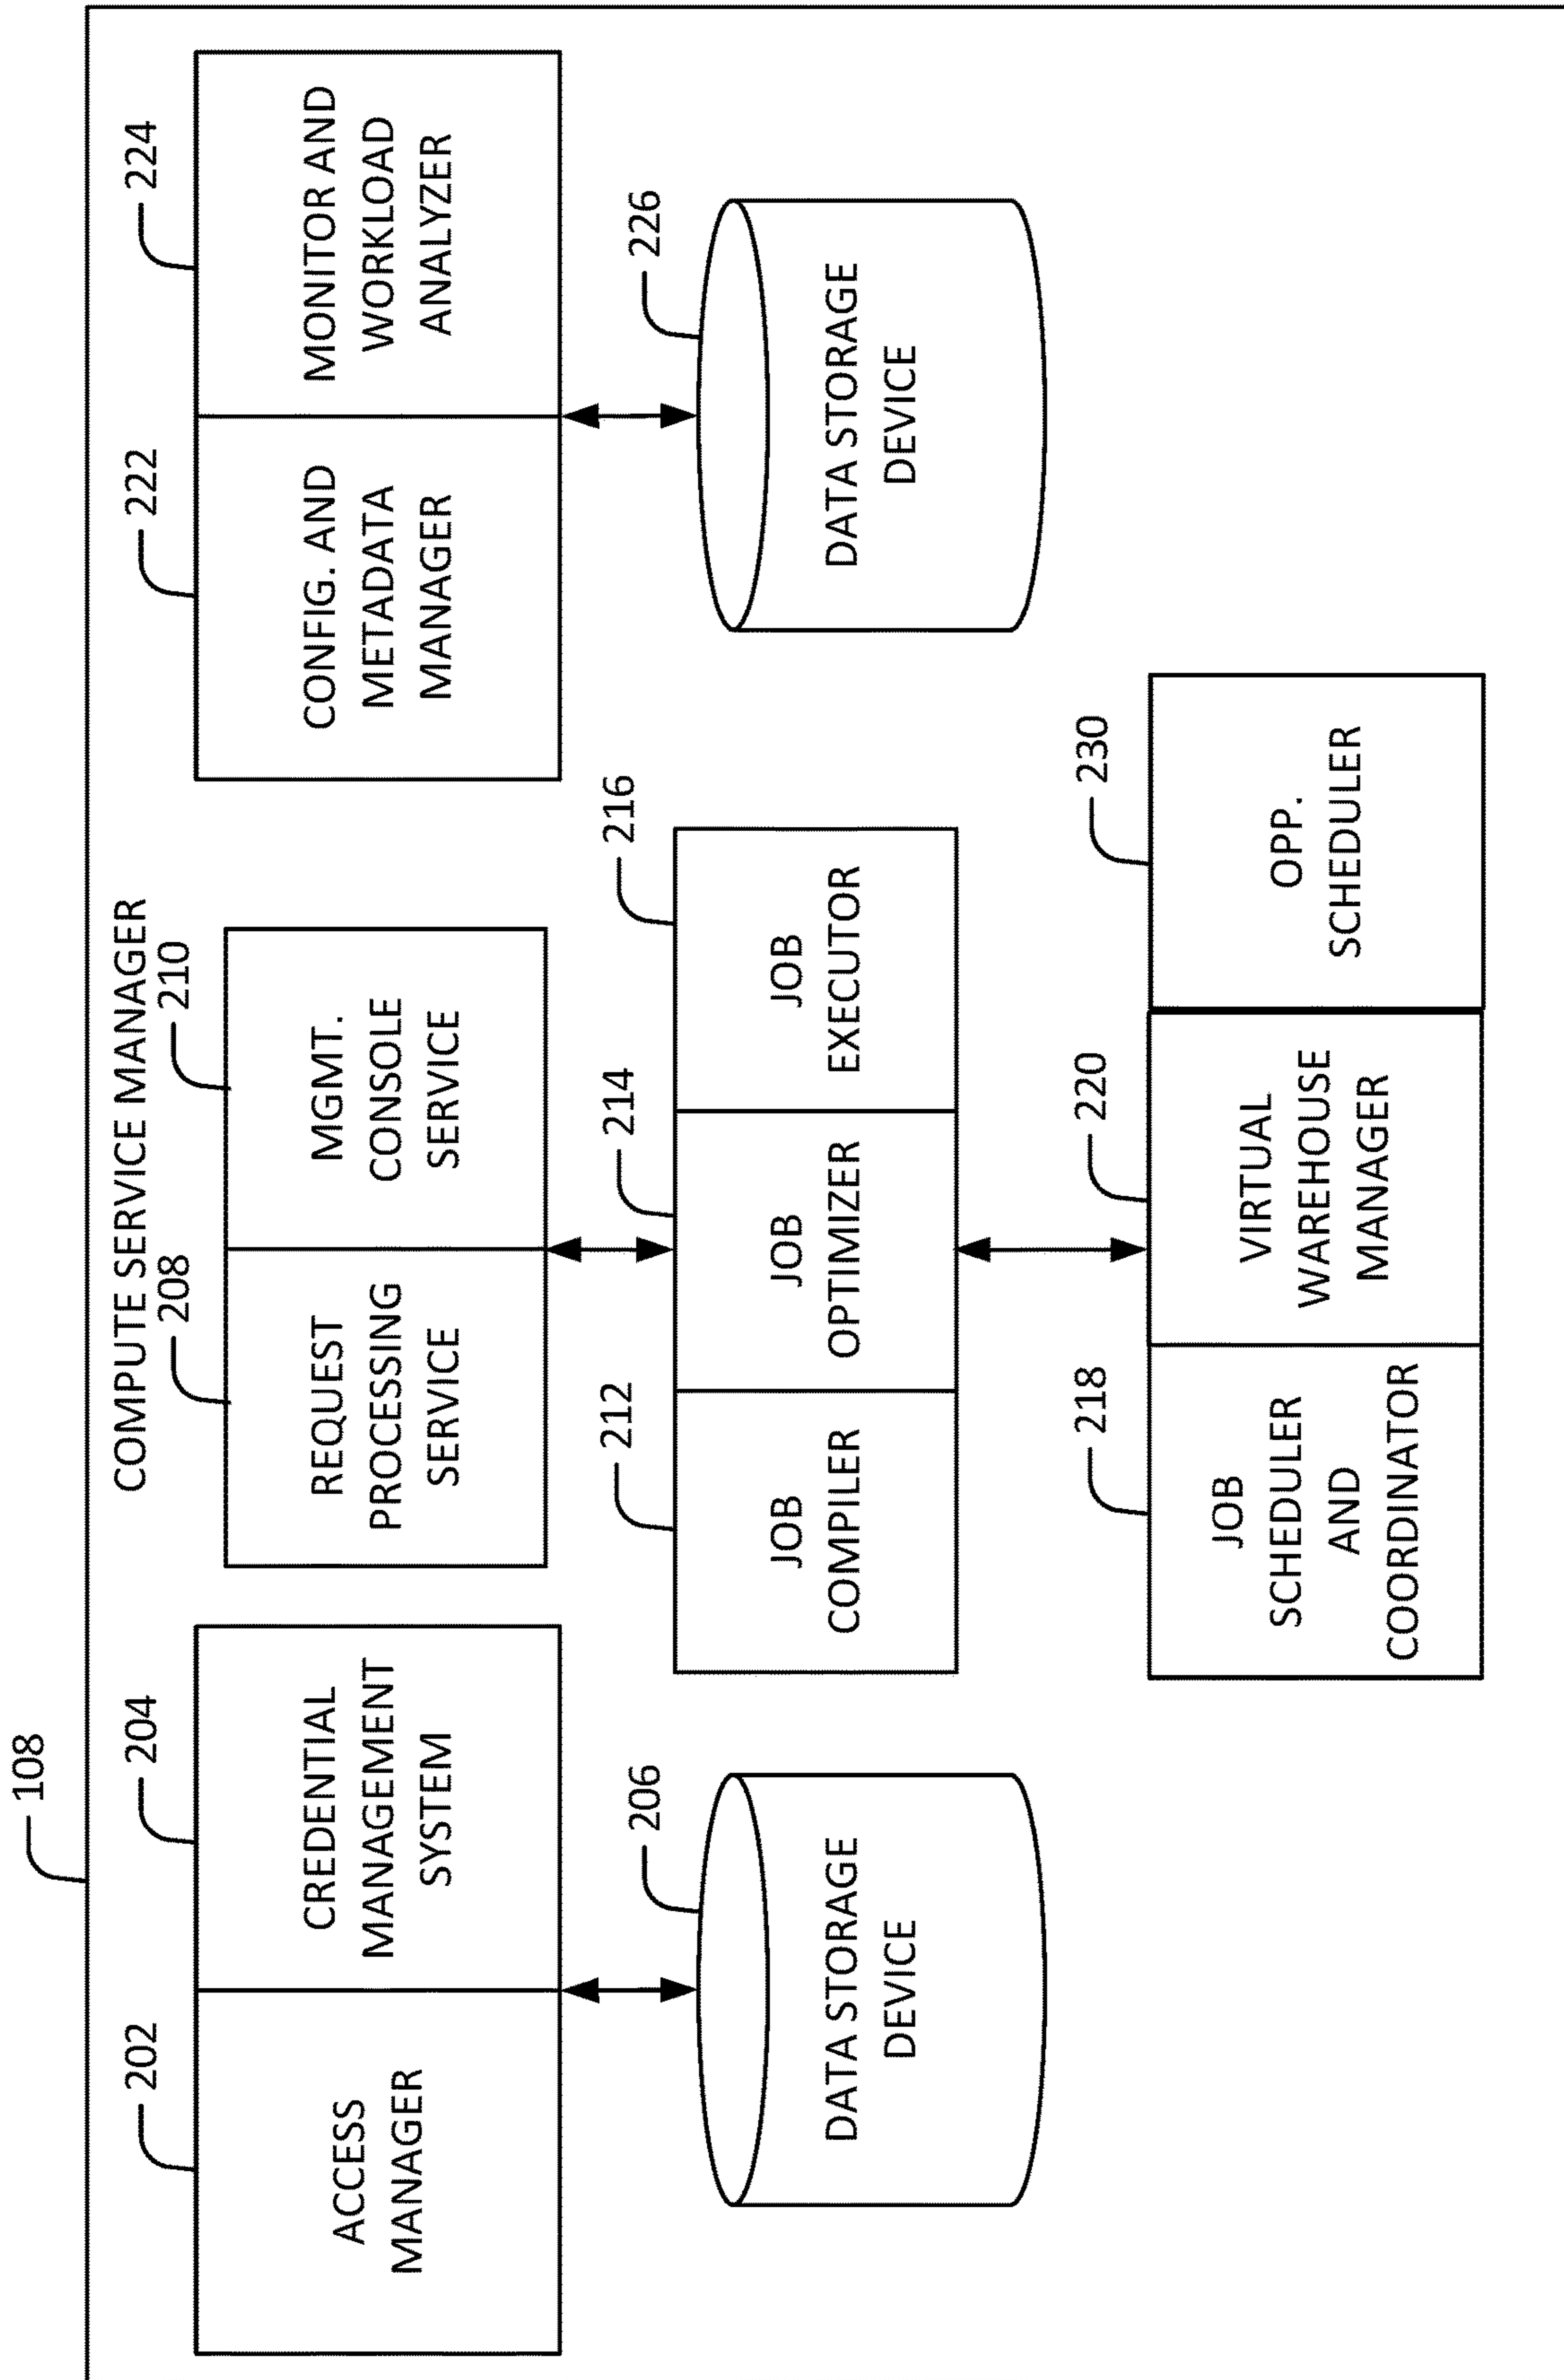 108
COMPUTE SERVICE MANAGER
202
204
208
210
222
224
ACCESS
MANAGER
CREDENTIAL
MANAGEMENT
SYSTEM
REQUEST
PROCESSING
SERVICE
MGMT.
CONSOLE
SERVICE
CONFIG. AND
METADATA
MANAGER
MONITOR AND
WORKLOAD
ANALYZER
206
212
214
216
226
DATA STORAGE
DEVICE
JOB
COMPILER
JOB
OPTIMIZER
JOB
EXECUTOR
DATA STORAGE
DEVICE
218
220
230
JOB
SCHEDULER
AND
COORDINATOR
VIRTUAL
WAREHOUSE
MANAGER
OPP.
SCHEDULER